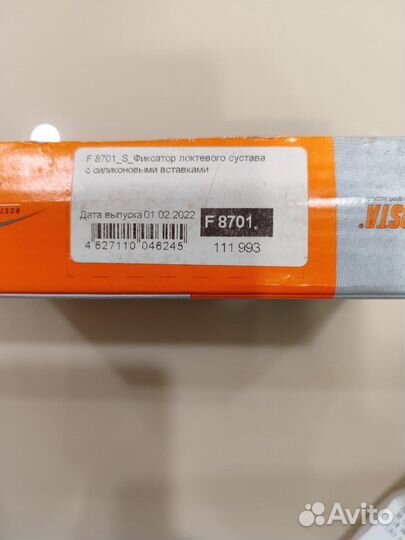 F 8701_S_Фиксатор локтевого сустава
с силиконовыми вставками
Дата выпуска 01.02.2022
F 8701.
4 627110 046245
111 993
Avito